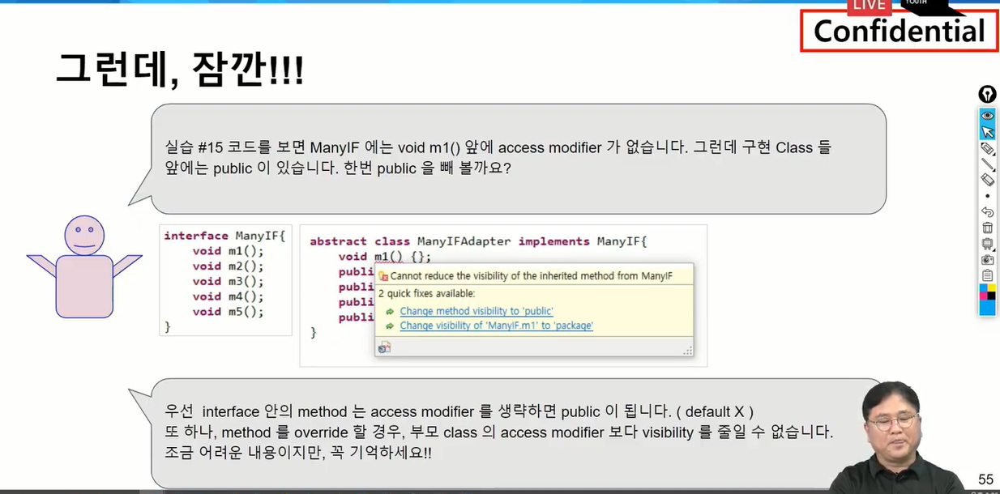 LIVE
YOUTH
Confidential
그런데, 잠깐!!!
실습 #15 코드를 보면 ManyIF 에는 void m1() 앞에 access modifier 가 없습니다. 그런데 구현 Class 들
앞에는 public 이 있습니다. 한번 public 을 빼 볼까요?
interface ManyIF{
void m1();
void m2();
void m3();
void m4();
void m5();
}
abstract class ManyIFAdapter implements ManyIF{
void m1() {};
publi
publi
publi
publi
}
Cannot reduce the visibility of the inherited method from ManyIF
2 quick fixes available:
Change method visibility to 'public'
Change visibility of 'ManyIF.m1' to 'package'
우선 interface 안의 method 는 access modifier 를 생략하면 public 이 됩니다. ( default X )
또 하나, method 를 override 할 경우, 부모 class 의 access modifier 보다 visibility 를 줄일 수 없습니다.
조금 어려운 내용이지만, 꼭 기억하세요!!
55